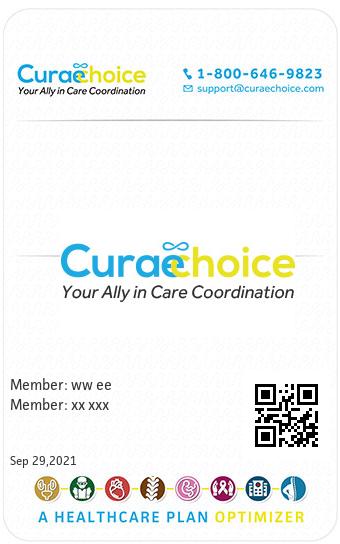 Curaechoice
Your Ally in Care Coordination
1-800-646-9823
support@curaechoice.com
Curaechoice
Your Ally in Care Coordination
Member: ww ee
Member: xx xxx
Sep 29,2021
A HEALTHCARE PLAN OPTIMIZER